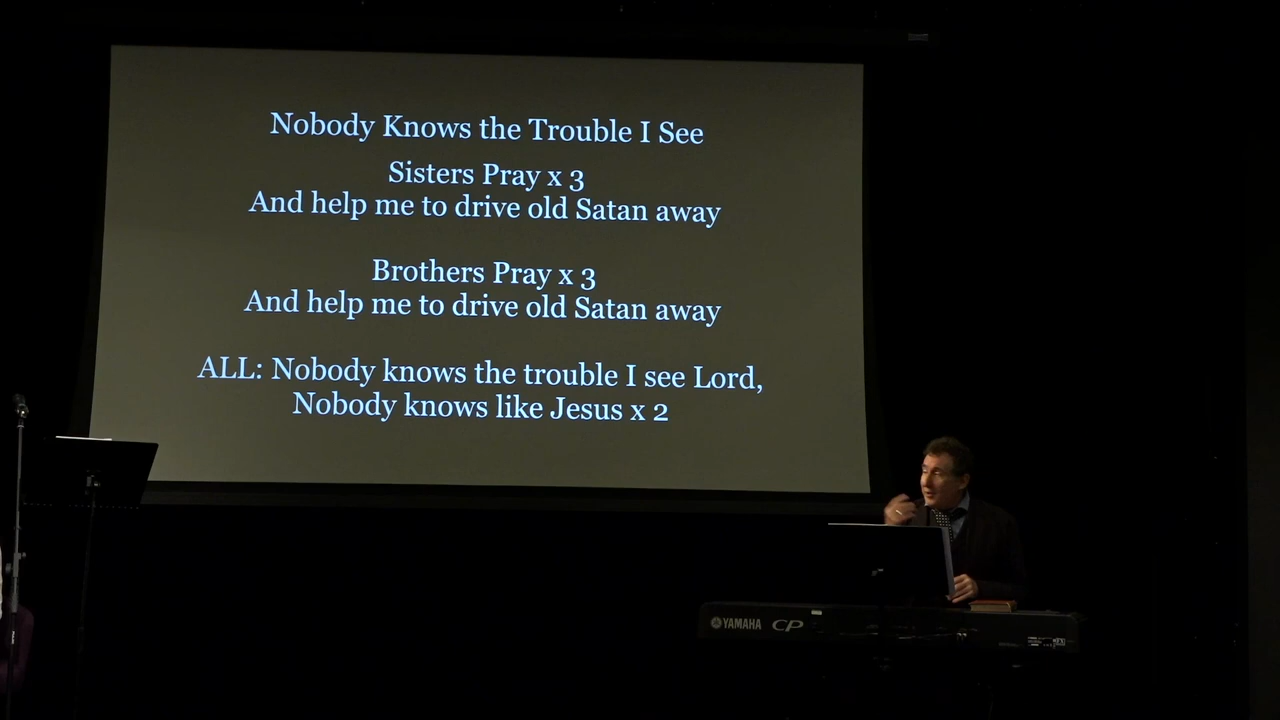 Nobody Knows the Trouble I See
Sisters Pray x 3
And help me to drive old Satan away
Brothers Pray x 3
And help me to drive old Satan away
ALL: Nobody knows the trouble I see Lord,
Nobody knows like Jesus x 2
YAMAHA CP